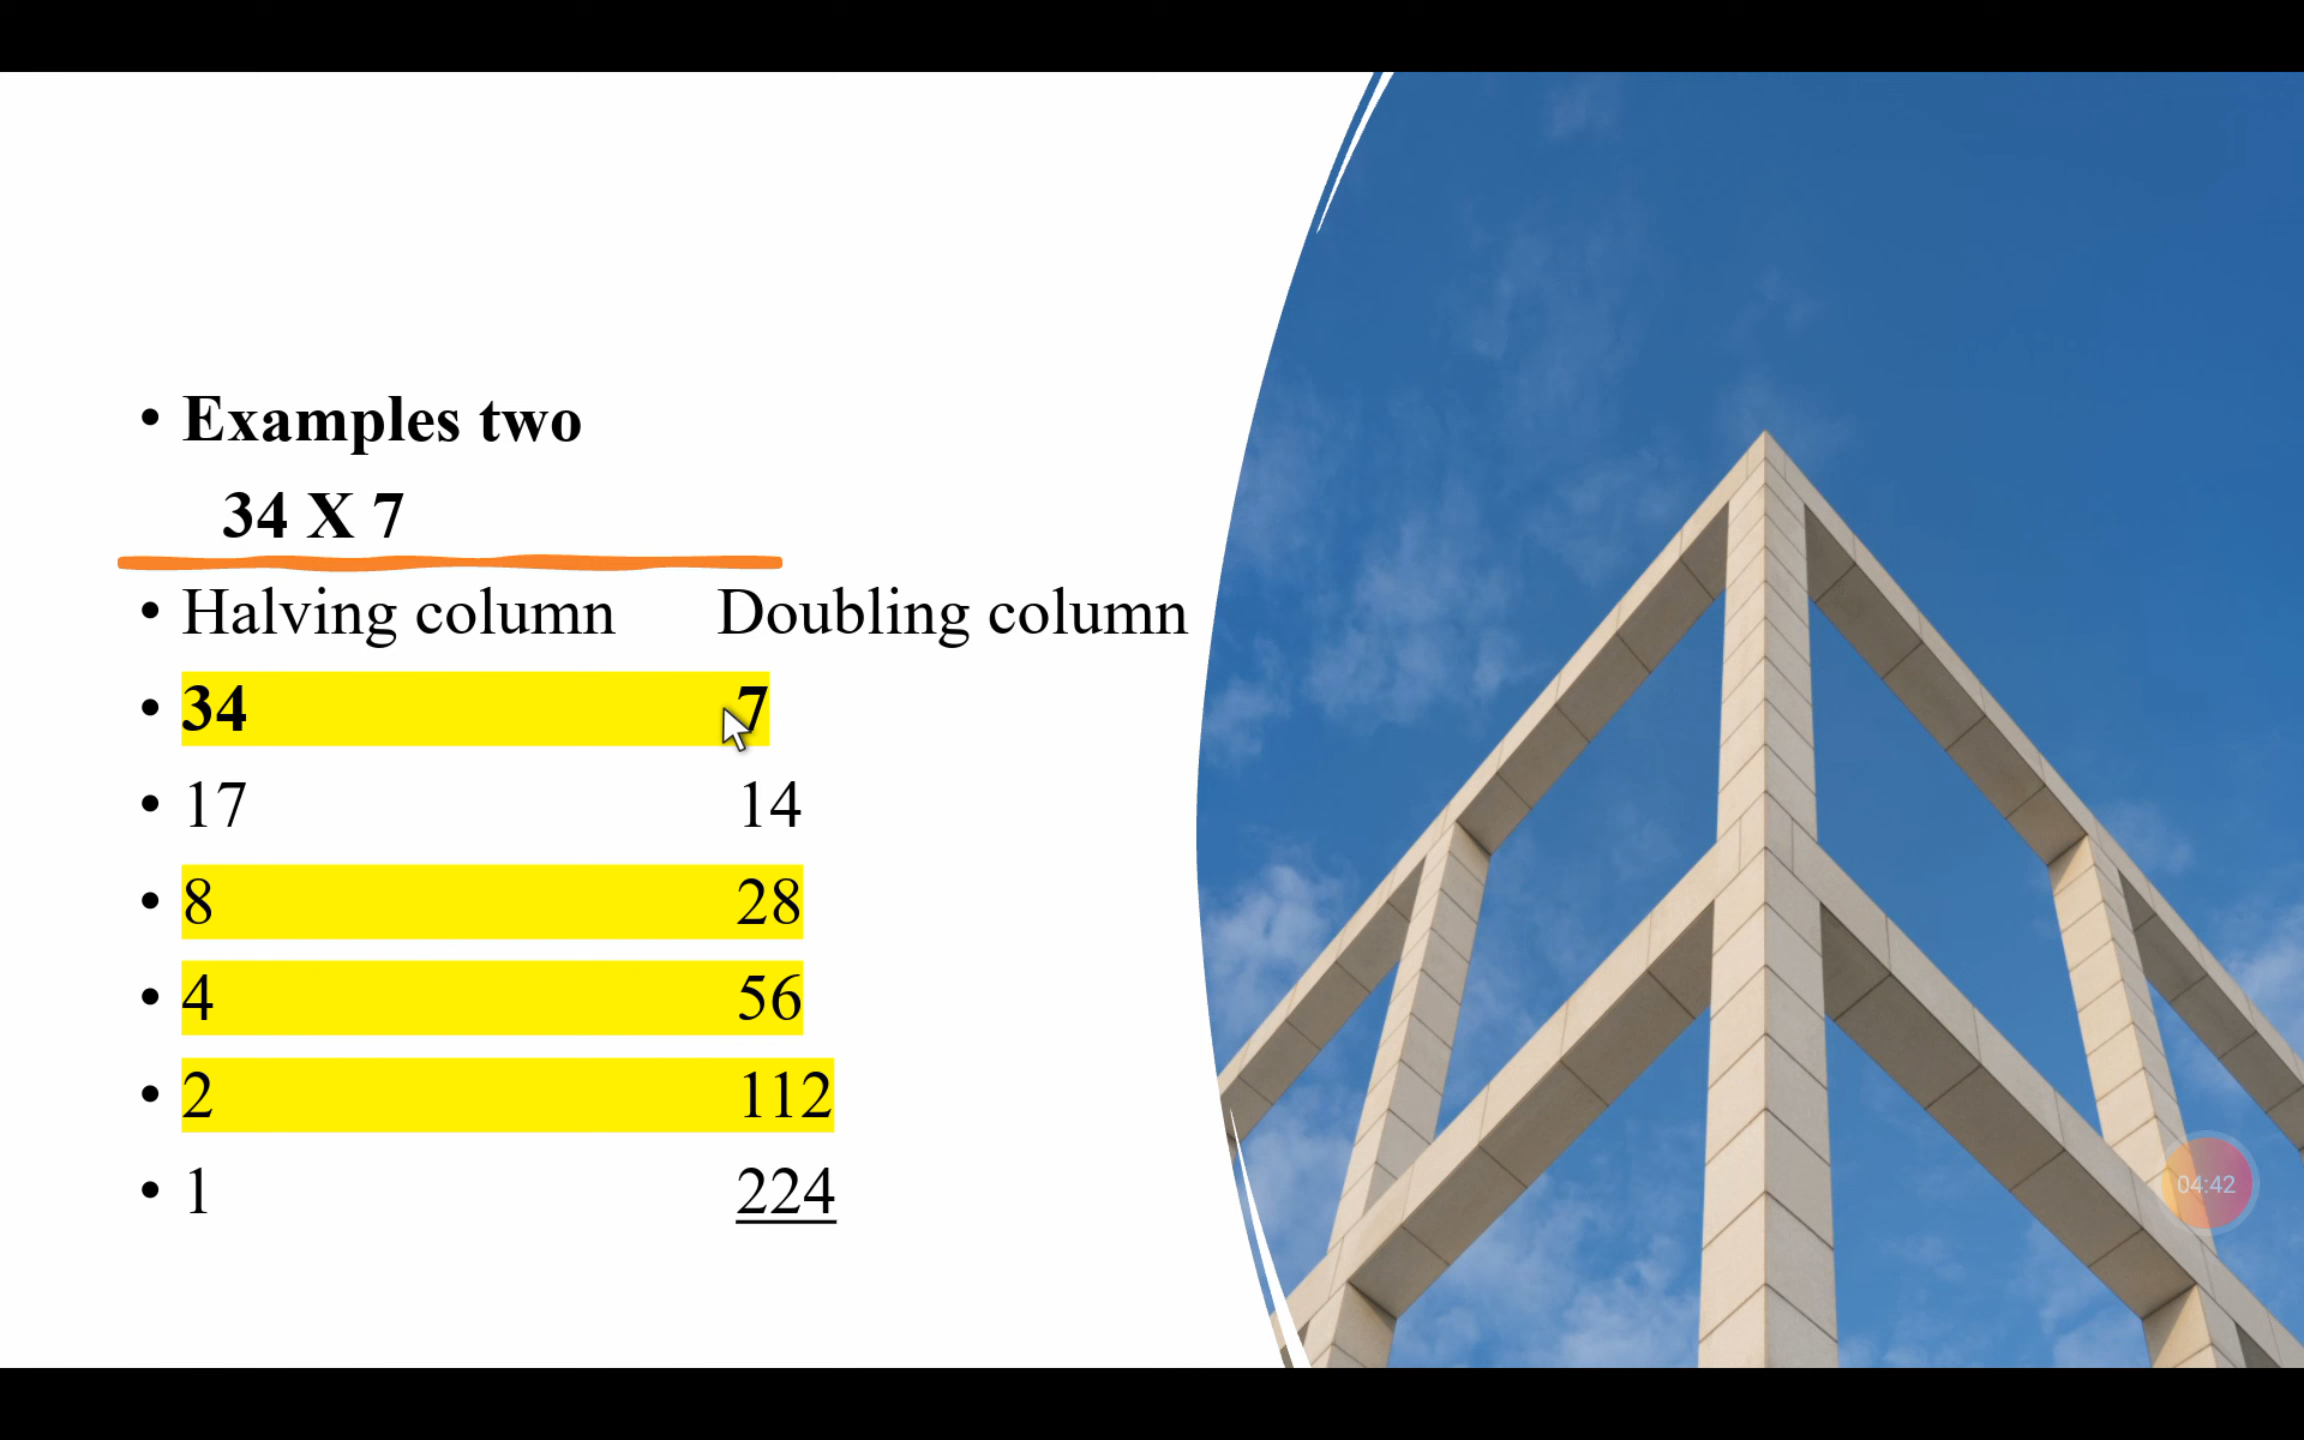 • Examples two
34 X 7
• Halving column Doubling column
• 34 7
• 17 14
• 8 28
• 4 56
• 2 112
• 1 224
04:42